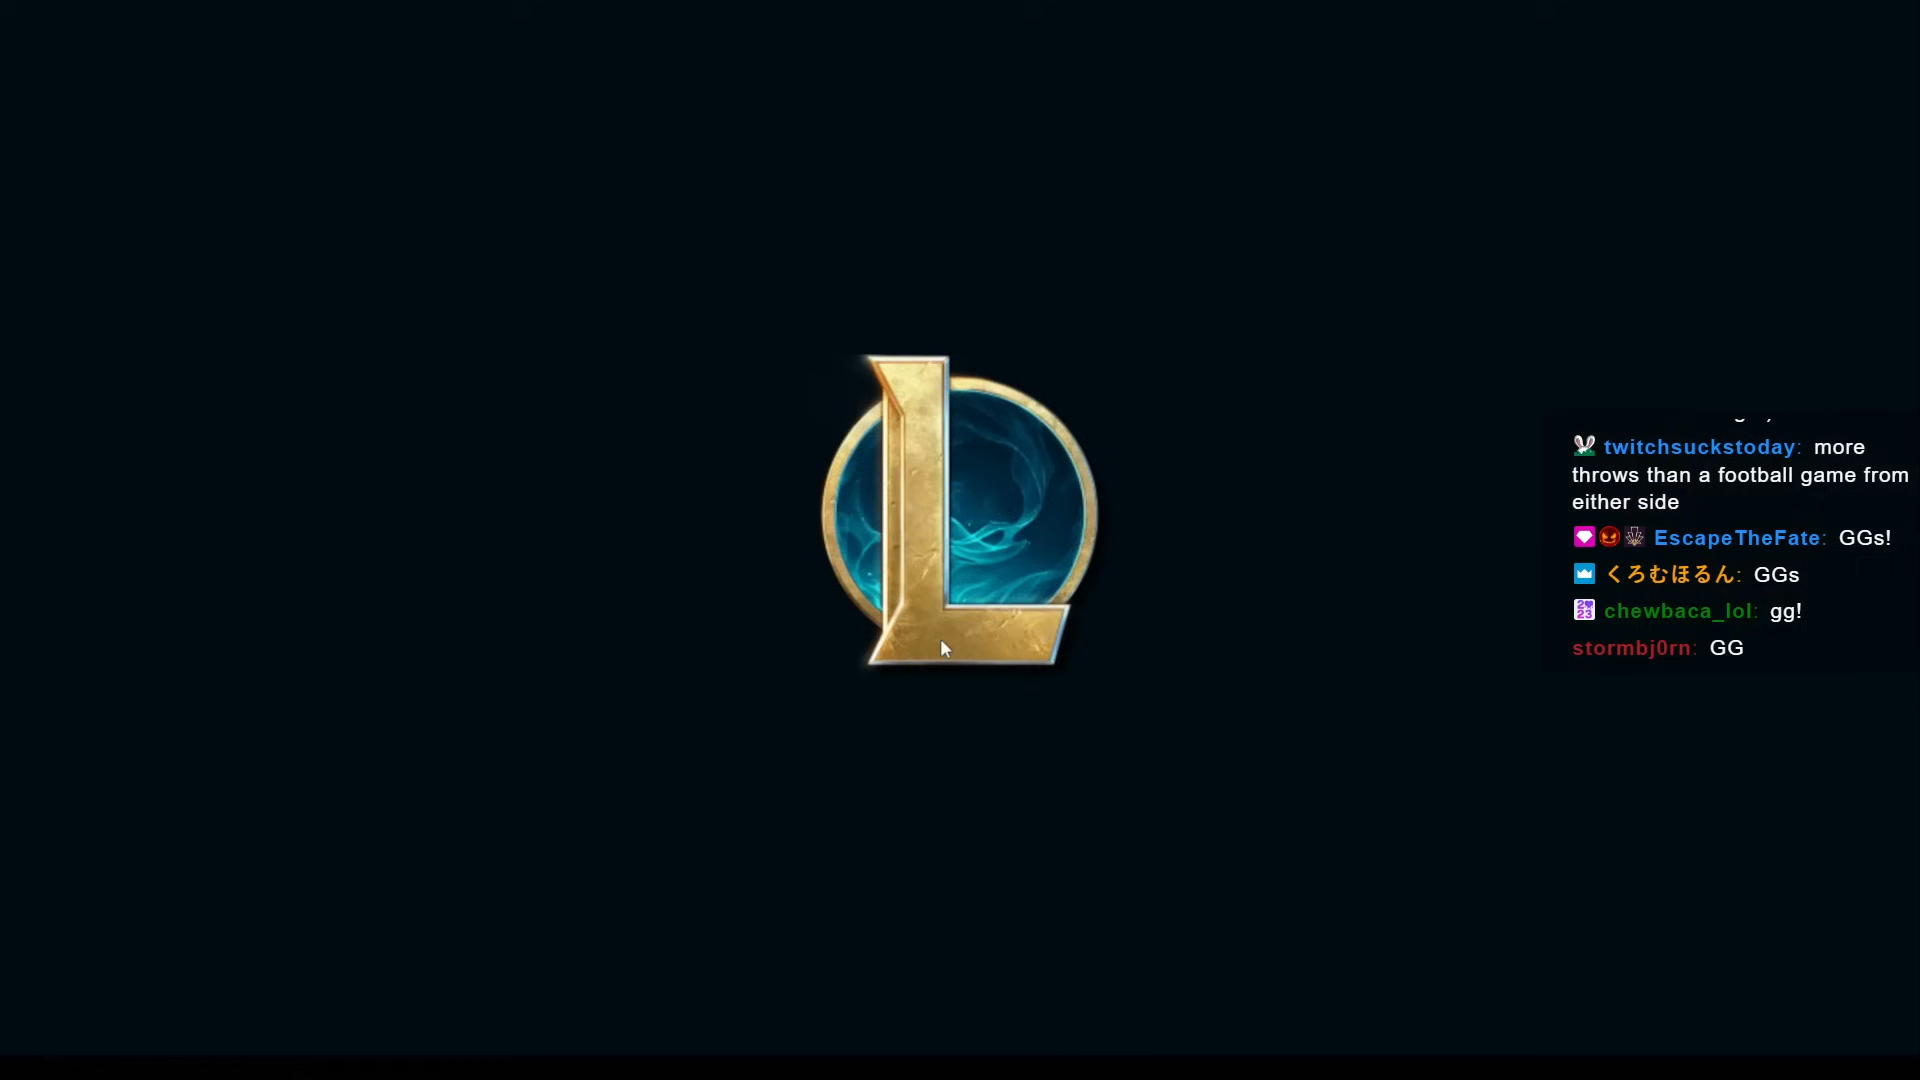 twitchsuckstoday: more
throws than a football game from
either side
EscapeTheFate: GGs!
くろむほるん: GGs
chewbaca_lol: gg!
stormbj0rn: GG